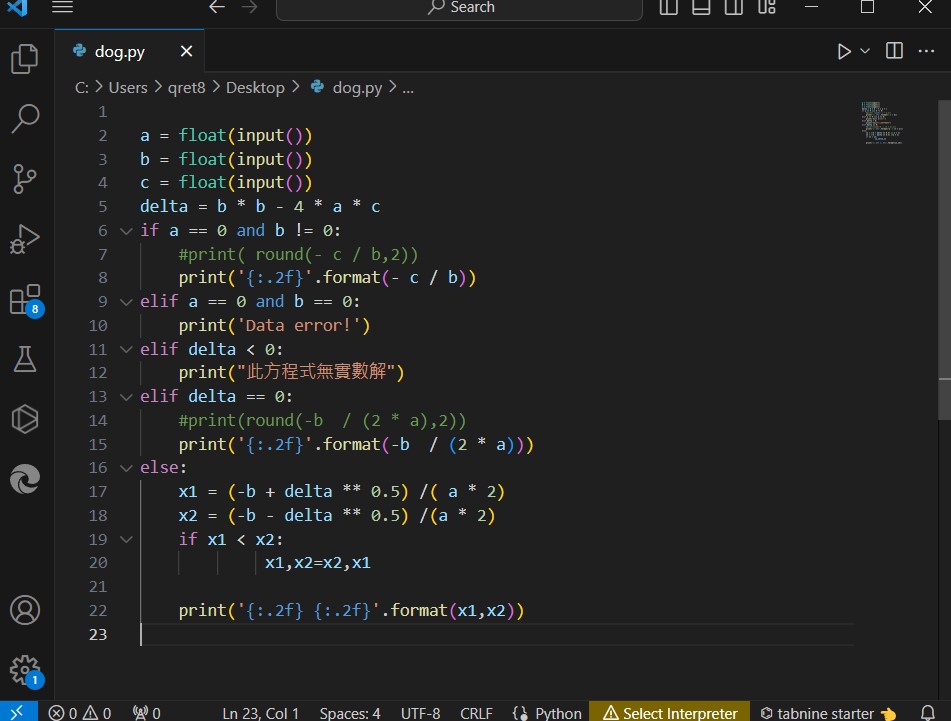 Search
dog.py
C: > Users > qret8 > Desktop > dog.py > ...
1
2 a = float(input())
3 b = float(input())
4 c = float(input())
5 delta = b * b - 4 * a * c
6 if a == 0 and b != 0:
7     #print( round(- c / b,2))
8     print('{:.2f}'.format(- c / b))
9 elif a == 0 and b == 0:
10     print('Data error!')
11 elif delta < 0:
12     print("此方程式無實數解")
13 elif delta == 0:
14     #print(round(-b  / (2 * a),2))
15     print('{:.2f}'.format(-b  / (2 * a)))
16 else:
17     x1 = (-b + delta ** 0.5) /( a * 2)
18     x2 = (-b - delta ** 0.5) /(a * 2)
19     if x1 < x2:
20             x1,x2=x2,x1
21
22     print('{:.2f} {:.2f}'.format(x1,x2))
23
8
1
0 0 0 Ln 23, Col 1 Spaces: 4 UTF-8 CRLF {} Python Select Interpreter tabnine starter